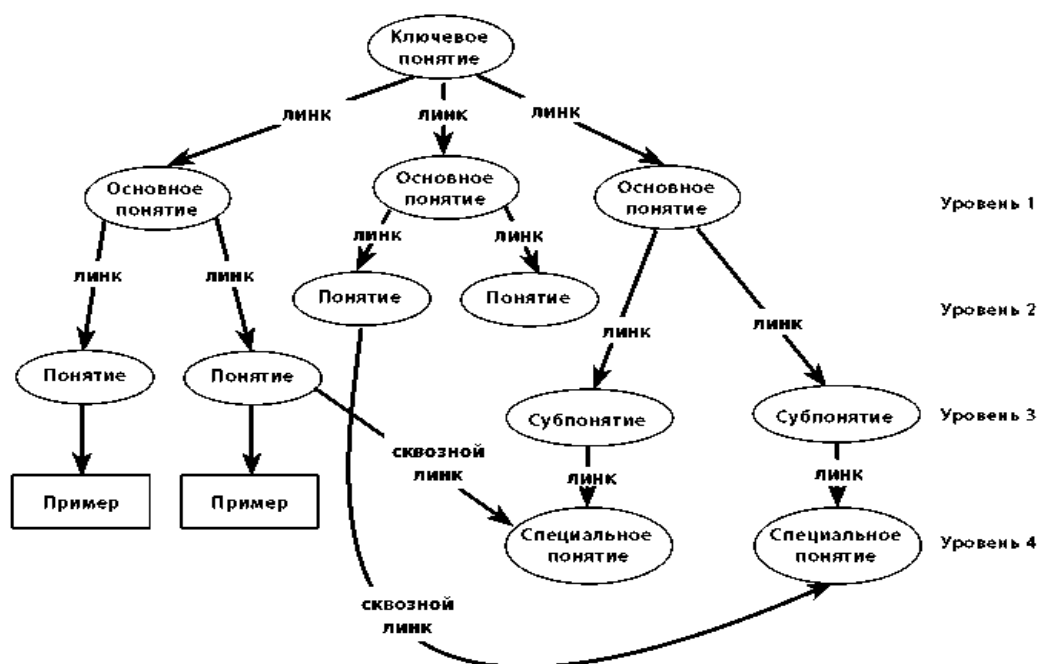 Ключевое
понятие
линк
линк
линк
Основное
понятие
Основное
понятие
Основное
понятие
Уровень 1
линк
линк
линк
линк
Понятие
Понятие
Уровень 2
линк
линк
Понятие
Понятие
Субпонятие
Субпонятие
Уровень 3
сквозной
линк
линк
линк
Пример
Пример
Специальное
понятие
Специальное
понятие
Уровень 4
сквозной
линк